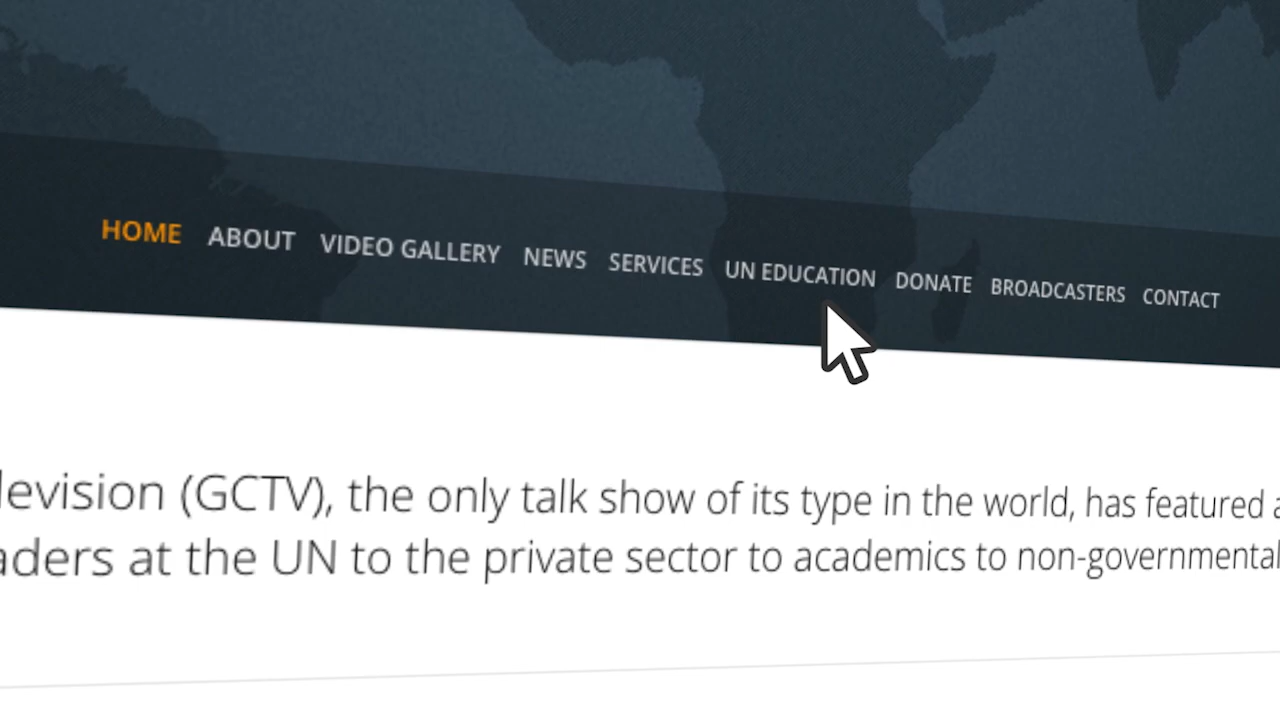 HOME ABOUT VIDEO GALLERY NEWS SERVICES UN EDUCATION DONATE BROADCASTERS CONTACT
levision (GCTV), the only talk show of its type in the world, has featured a
aders at the UN to the private sector to academics to non-governmental